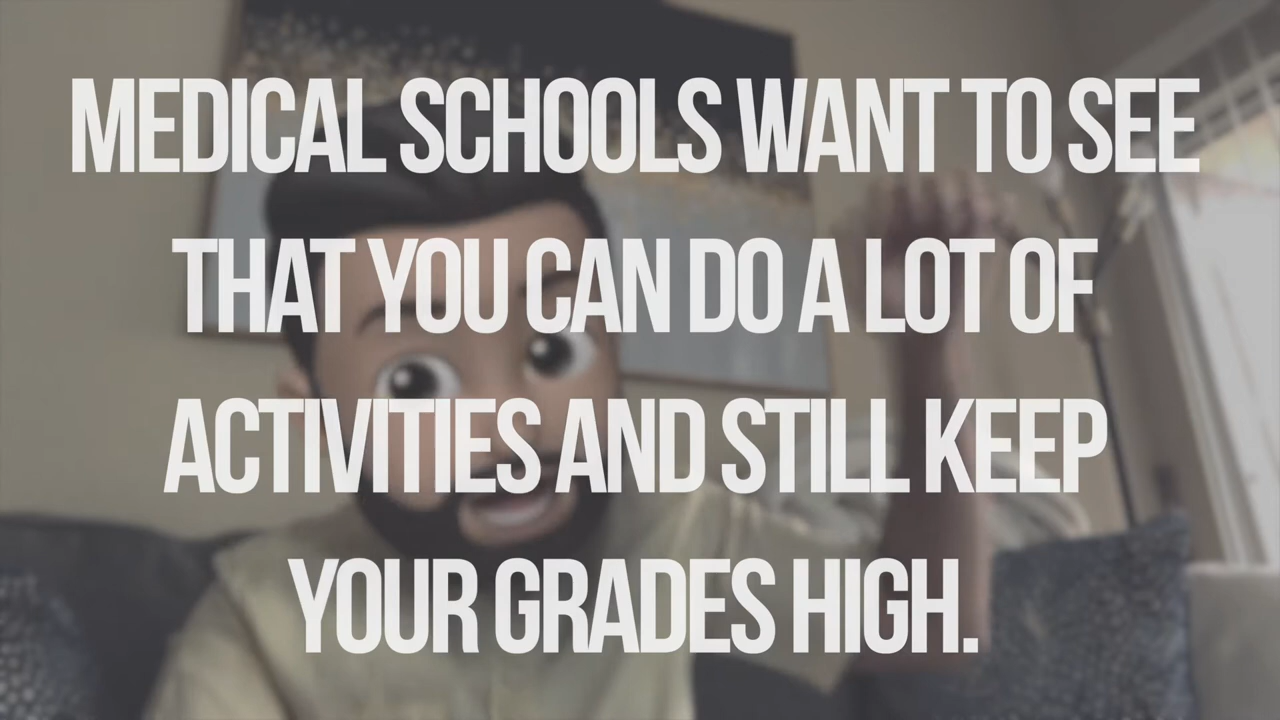 MEDICAL SCHOOLS WANT TO SEE
THAT YOU CAN DO A LOT OF
ACTIVITIES AND STILL KEEP
YOUR GRADES HIGH.